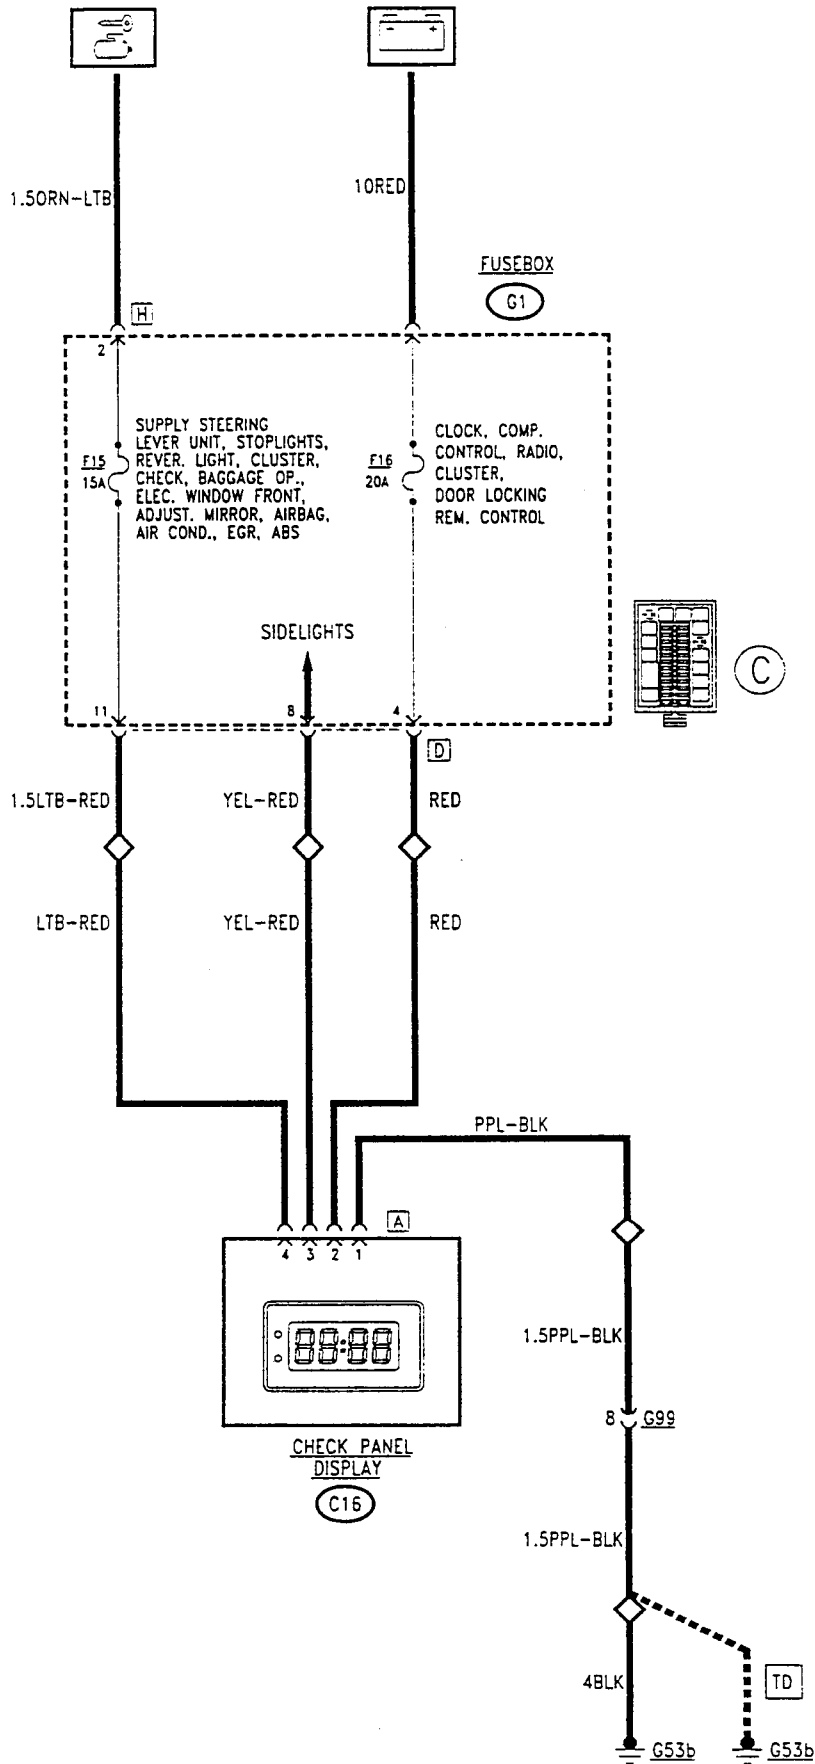 - +
1.5ORN-LTB
10RED
FUSEBOX
G1
H
2
SUPPLY STEERING
LEVER UNIT, STOPLIGHTS,
REVER. LIGHT, CLUSTER,
CHECK, BAGGAGE OP.,
ELEC. WINDOW FRONT,
ADJUST. MIRROR, AIRBAG,
AIR COND., EGR, ABS
F15
15A
CLOCK, COMP.
CONTROL, RADIO,
CLUSTER,
DOOR LOCKING
REM. CONTROL
F16
20A
SIDELIGHTS
C
11
8
4
D
1.5LTB-RED
YEL-RED
RED
LTB-RED
YEL-RED
RED
PPL-BLK
A
4 3 2 1
88:88
1.5PPL-BLK
8 G99
CHECK PANEL
DISPLAY
C16
1.5PPL-BLK
4BLK
TD
G53b
G53b